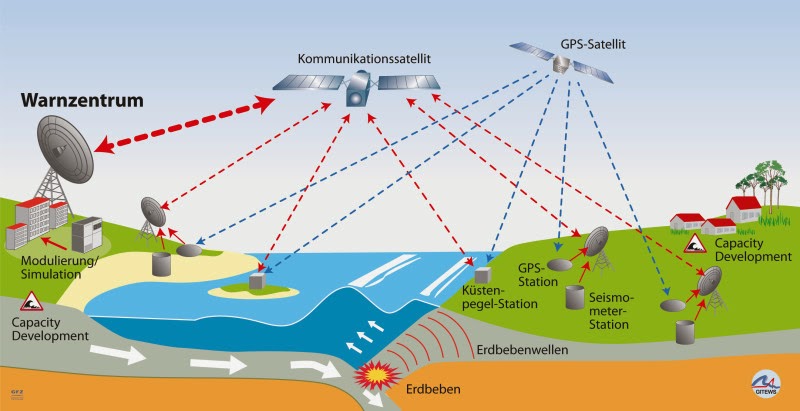 GPS-Satellit
Kommunikationssatellit
Warnzentrum
Modulierung/
Simulation
Capacity
Development
Küsten-
pegel-Station
GPS-
Station
Seismo-
meter-
Station
Capacity
Development
Erdbebenwellen
Erdbeben
GFZ
GITEWS